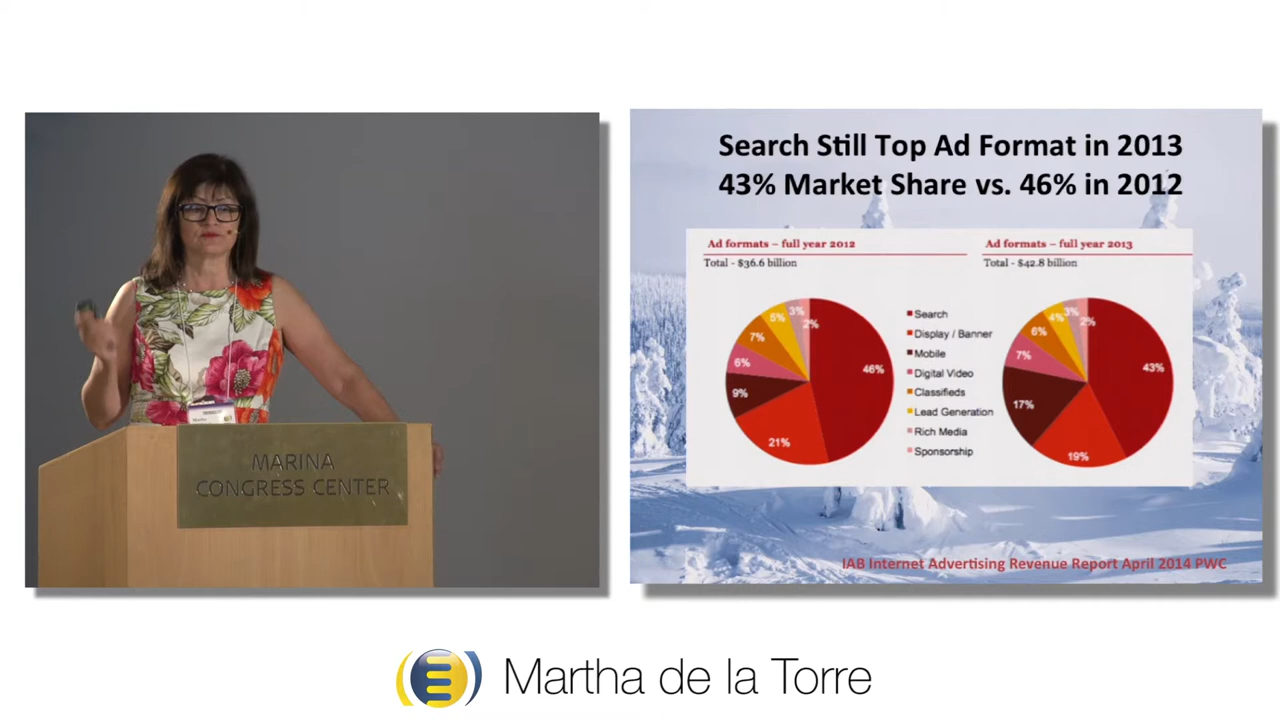 MARINA
CONGRESS CENTER
Search Still Top Ad Format in 2013
43% Market Share vs. 46% in 2012
Ad formats – full year 2012
Total - $36.6 billion
46%
21%
9%
6%
7%
5%
3%
2%
Search
Display / Banner
Mobile
Digital Video
Classifieds
Lead Generation
Rich Media
Sponsorship
Ad formats – full year 2013
Total - $42.8 billion
43%
19%
17%
7%
6%
4%
3%
2%
IAB Internet Advertising Revenue Report April 2014 PWC
Martha de la Torre